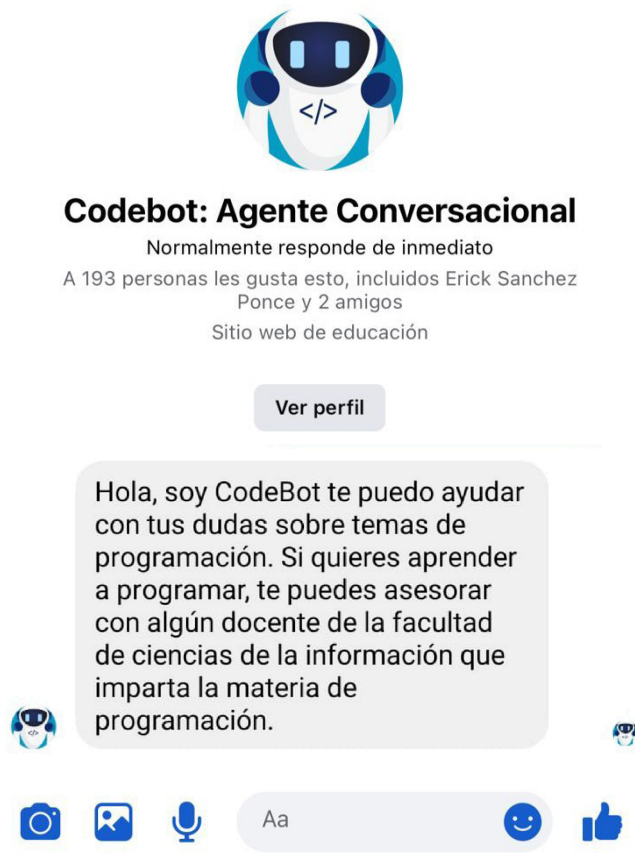 </>
Codebot: Agente Conversacional
Normalmente responde de inmediato
A 193 personas les gusta esto, incluidos Erick Sanchez
Ponce y 2 amigos
Sitio web de educación
Ver perfil
Hola, soy CodeBot te puedo ayudar
con tus dudas sobre temas de
programación. Si quieres aprender
a programar, te puedes asesorar
con algún docente de la facultad
de ciencias de la información que
imparta la materia de
programación.
Aa